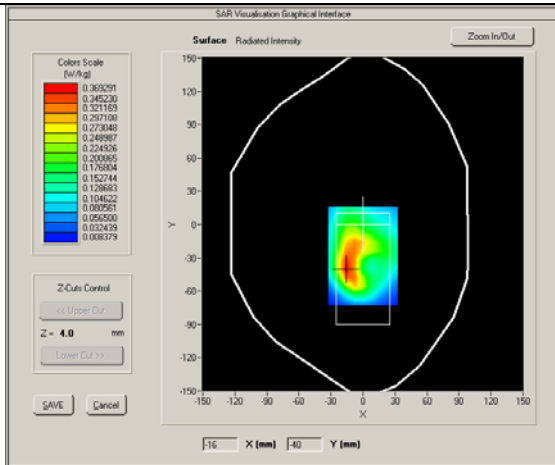 SAR Visualisation Graphical Interface
Surface Radiated Intensity
Zoom In/Out
Colors Scale
(W/kg)
0.369291
0.345230
0.321169
0.297108
0.273048
0.248987
0.224926
0.200865
0.176804
0.152744
0.128683
0.104622
0.080561
0.056500
0.032439
0.008379
Z-Cuts Control
<< Upper Cut
Z = 4.0 mm
Lower Cut >>
SAVE Cancel
150
120
90
60
30
0
-30
-60
-90
-120
-150
Y
-150 -120 -90 -60 -30 0 30 60 90 120 150
X
-16 X (mm) -40 Y (mm)